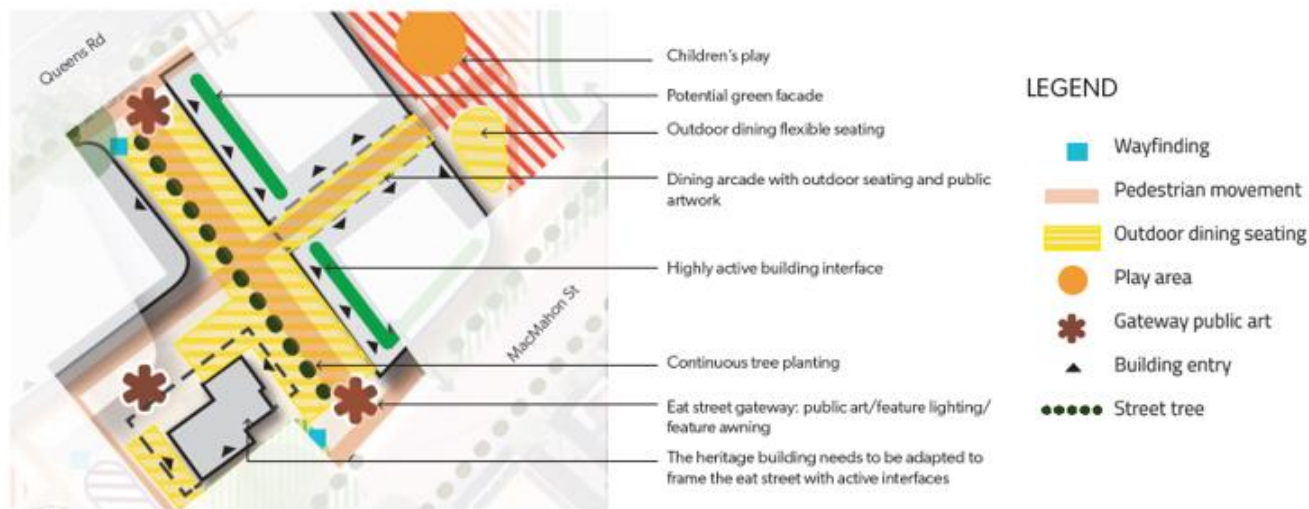 Queens Rd
MacMahon St
Children's play
Potential green facade
Outdoor dining flexible seating
Dining arcade with outdoor seating and public
artwork
Highly active building interface
Continuous tree planting
Eat street gateway: public art/feature lighting/
feature awning
The heritage building needs to be adapted to
frame the eat street with active interfaces
LEGEND
Wayfinding
Pedestrian movement
Outdoor dining seating
Play area
Gateway public art
Building entry
Street tree